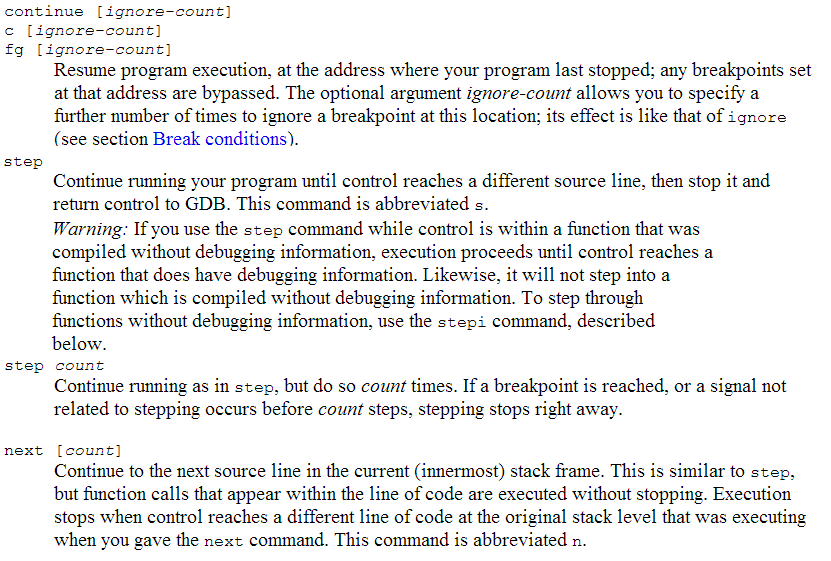 continue [ignore-count]
c [ignore-count]
fg [ignore-count]
Resume program execution, at the address where your program last stopped; any breakpoints set
at that address are bypassed. The optional argument ignore-count allows you to specify a
further number of times to ignore a breakpoint at this location; its effect is like that of ignore
(see section Break conditions).
step
Continue running your program until control reaches a different source line, then stop it and
return control to GDB. This command is abbreviated s.
Warning: If you use the step command while control is within a function that was
compiled without debugging information, execution proceeds until control reaches a
function that does have debugging information. Likewise, it will not step into a
function which is compiled without debugging information. To step through
functions without debugging information, use the stepi command, described
below.
step count
Continue running as in step, but do so count times. If a breakpoint is reached, or a signal not
related to stepping occurs before count steps, stepping stops right away.
next [count]
Continue to the next source line in the current (innermost) stack frame. This is similar to step,
but function calls that appear within the line of code are executed without stopping. Execution
stops when control reaches a different line of code at the original stack level that was executing
when you gave the next command. This command is abbreviated n.